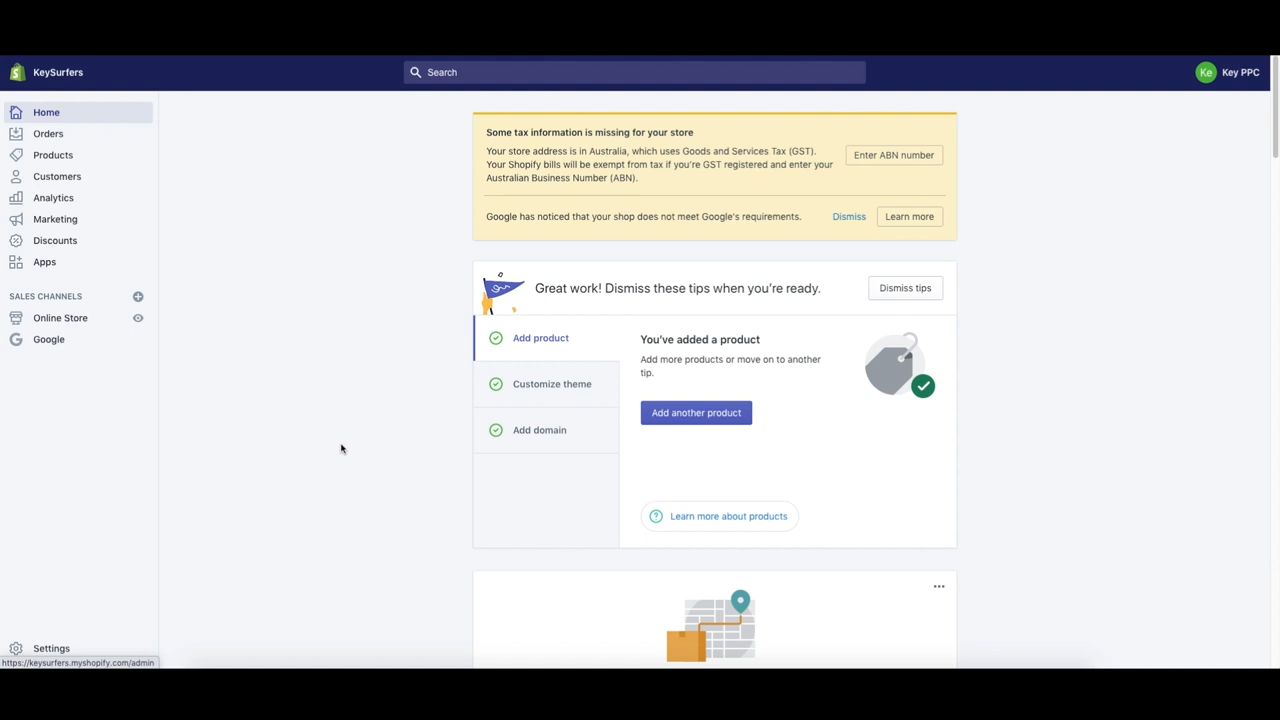 KeySurfers
Search
Ke
Key PPC
Home
Orders
Products
Customers
Analytics
Marketing
Discounts
Apps
SALES CHANNELS
Online Store
Google
Settings
https://keysurfers.myshopify.com/admin
Some tax information is missing for your store
Your store address is in Australia, which uses Goods and Services Tax (GST).
Your Shopify bills will be exempt from tax if you're GST registered and enter your
Australian Business Number (ABN).
Enter ABN number
Google has noticed that your shop does not meet Google's requirements.
Dismiss
Learn more
Great work! Dismiss these tips when you're ready.
Dismiss tips
Add product
Customize theme
Add domain
You've added a product
Add more products or move on to another
tip.
Add another product
Learn more about products